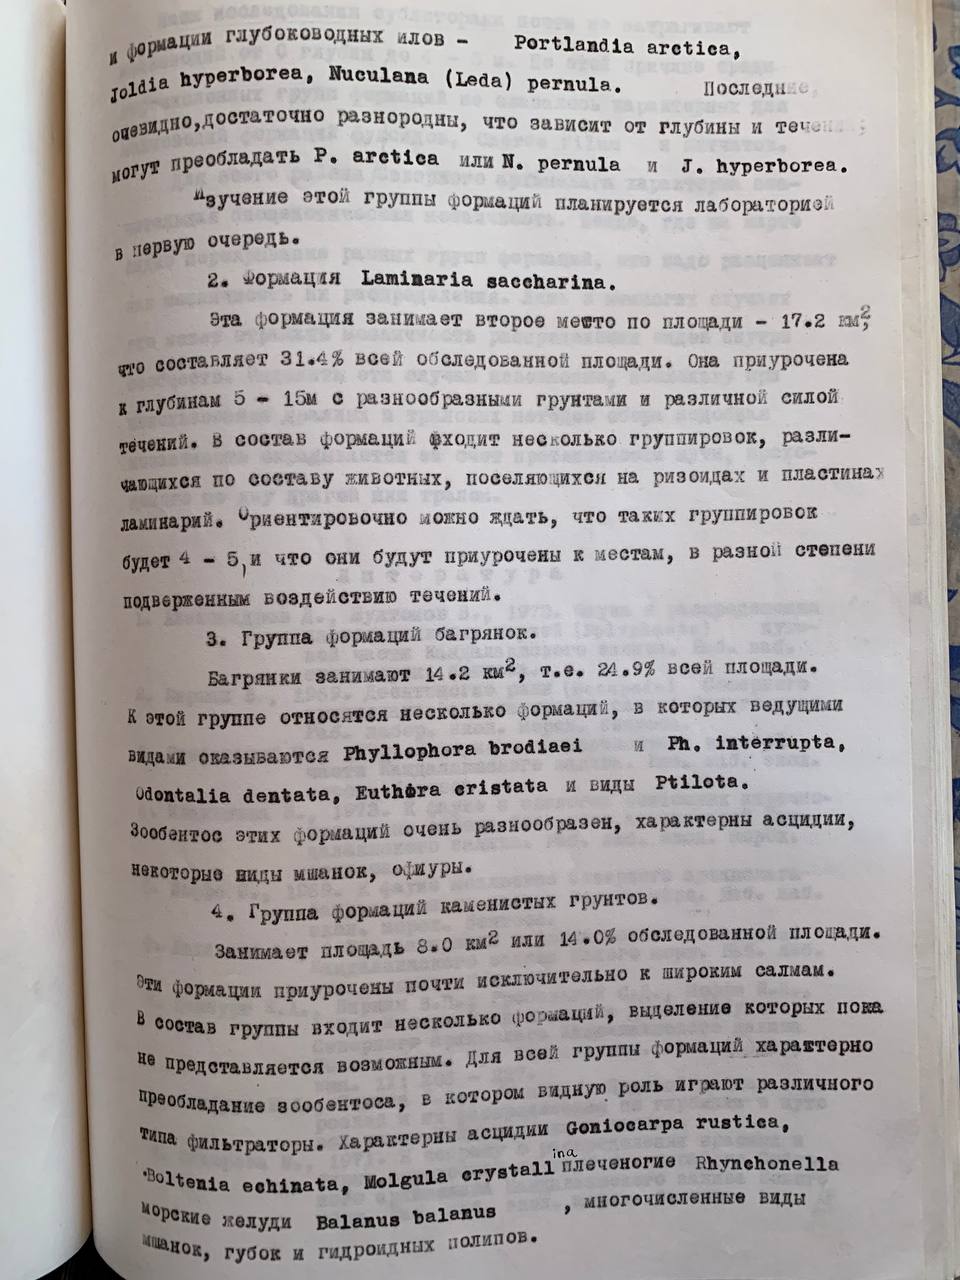 и формации глубоководных илов - Portlandia arctica,
Joldia hyperborea, Nuculana (Leda) pernula. Последние,
очевидно,достаточно разнородны, что зависит от глубины и течений;
могут преобладать P. arctica или N. pernula и J. hyperborea.
Изучение этой группы формаций планируется лабораторией
в первую очередь.
2. Формация Laminaria saccharina.
Эта формация занимает второе место по площади - 17.2 км²,
что составляет 31.4% всей обследованной площади. Она приурочена
к глубинам 5 - 15м с разнообразными грунтами и различной силой
течений. В состав формаций входит несколько группировок, разли-
чающихся по составу животных, поселяющихся на ризоидах и пластинах
ламинарий. Ориентировочно можно ждать, что таких группировок
будет 4 - 5, и что они будут приурочены к местам, в разной степени
подверженным воздействию течений.
3. Группа формаций багрянок.
Багрянки занимают 14.2 км², т.е. 24.9% всей площади.
К этой группе относятся несколько формаций, в которых ведущими
видами оказываются Phyllophora brodiaei и Ph. interrupta,
Odontalia dentata, Euthora cristata и виды Ptilota.
Зообентос этих формаций очень разнообразен, характерны асцидии,
некоторые виды мшанок, офиуры.
4. Группа формаций каменистых грунтов.
Занимает площадь 8.0 км² или 14.0% обследованной площади.
Эти формации приурочены почти исключительно к широким салмам.
В состав группы входит несколько формаций, выделение которых пока
не представляется возможным. Для всей группы формаций характерно
преобладание зообентоса, в котором видную роль играют различного
типа фильтраторы. Характерны асцидии Goniocarpa rustica,
Boltenia echinata, Molgula crystallina плеченогие Rhynchonella
морские желуди Balanus balanus , многочисленные виды
мшанок, губок и гидроидных полипов.